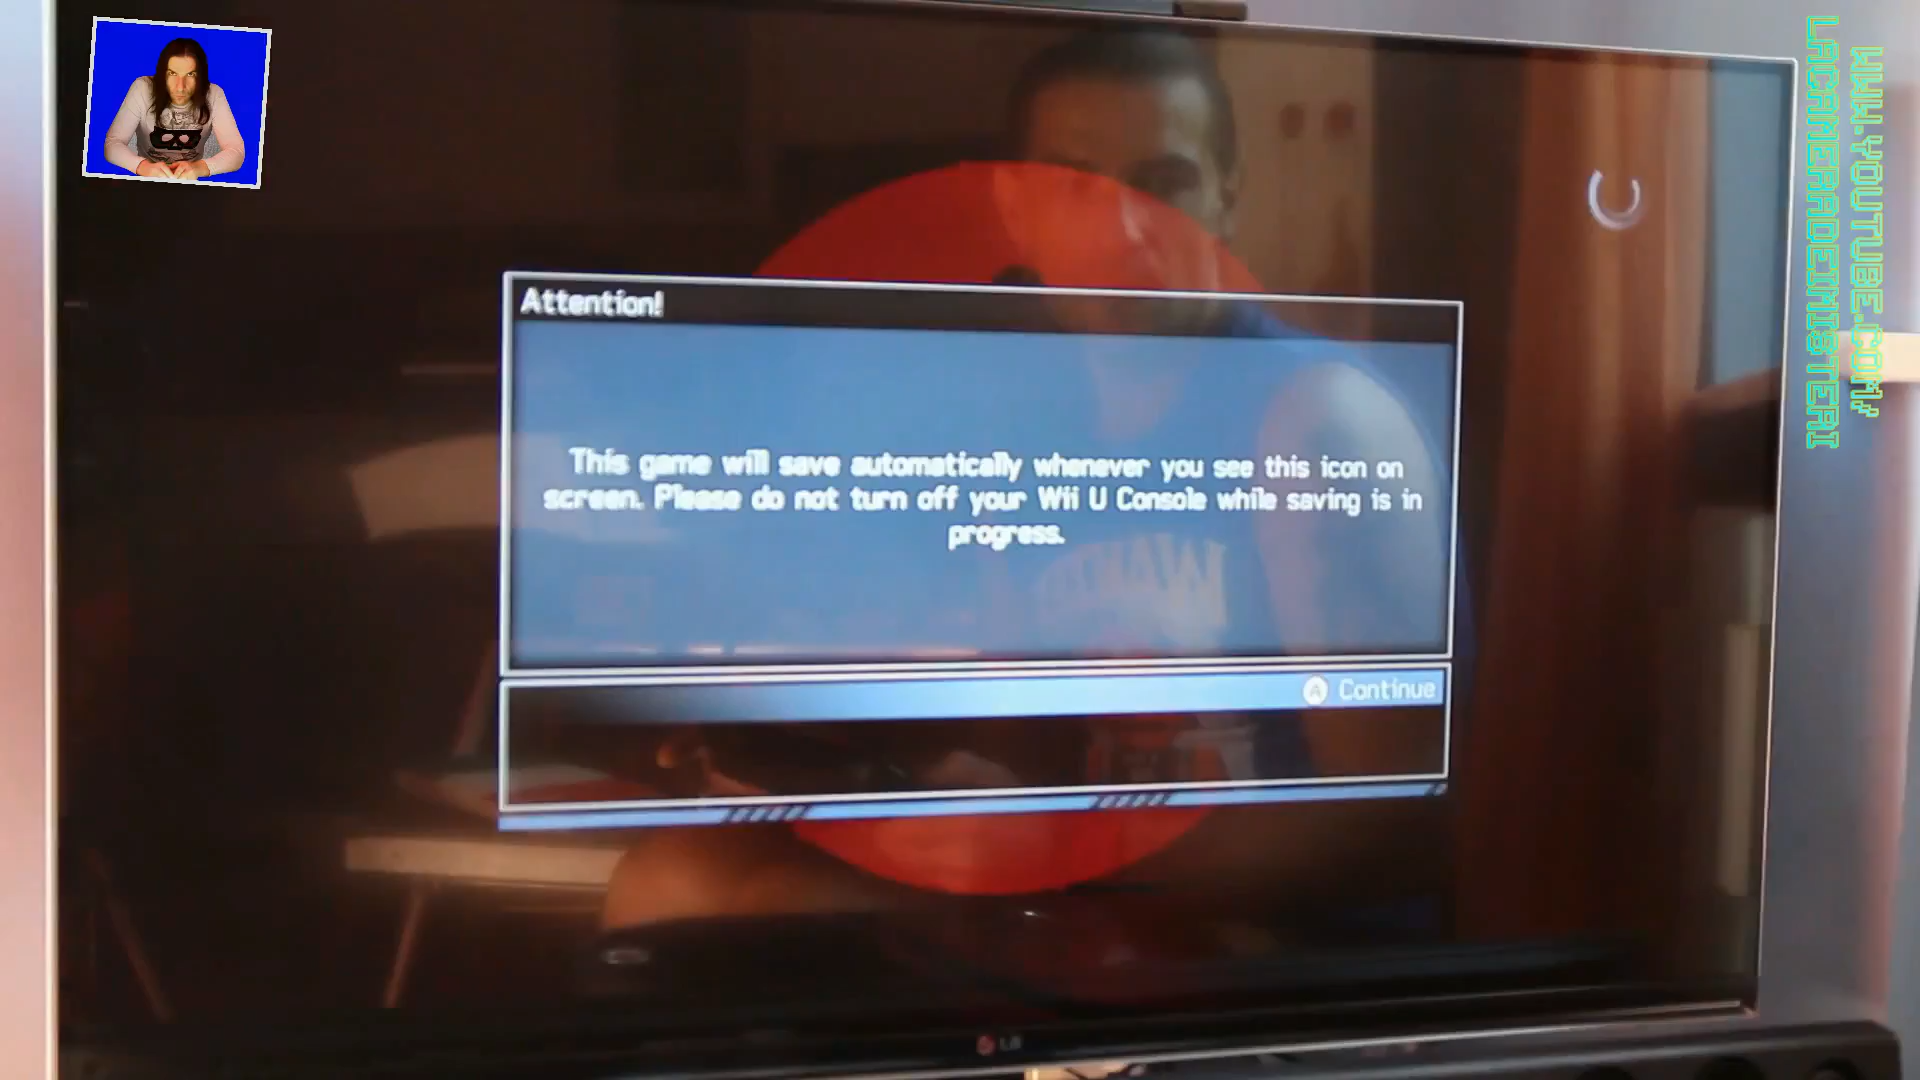 Attention!
This game will save automatically whenever you see this icon on
screen. Please do not turn off your Wii U Console while saving is in
progress.
A Continue
LG
WWW.YOUTUBE.COM/
LACAMERADEIMISTERI